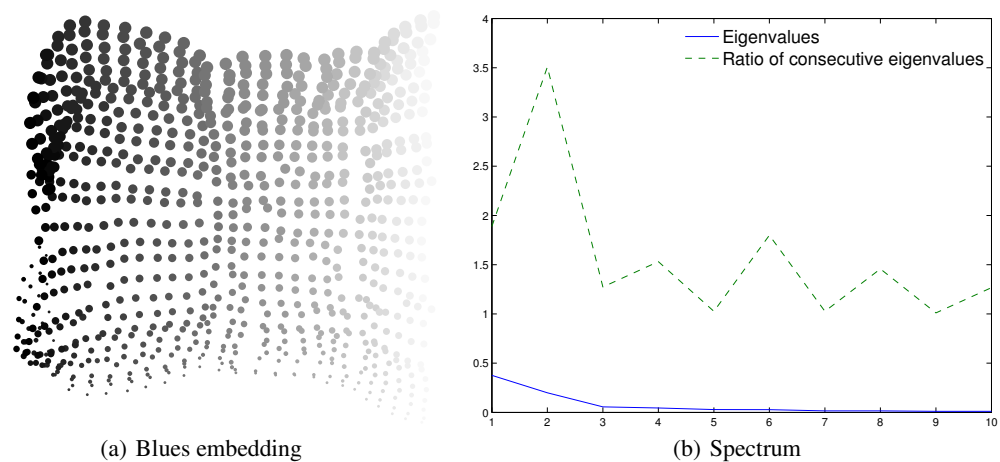 4
3.5
3
2.5
2
1.5
1
0.5
0
1 2 3 4 5 6 7 8 9 10
Eigenvalues
Ratio of consecutive eigenvalues
(a) Blues embedding
(b) Spectrum